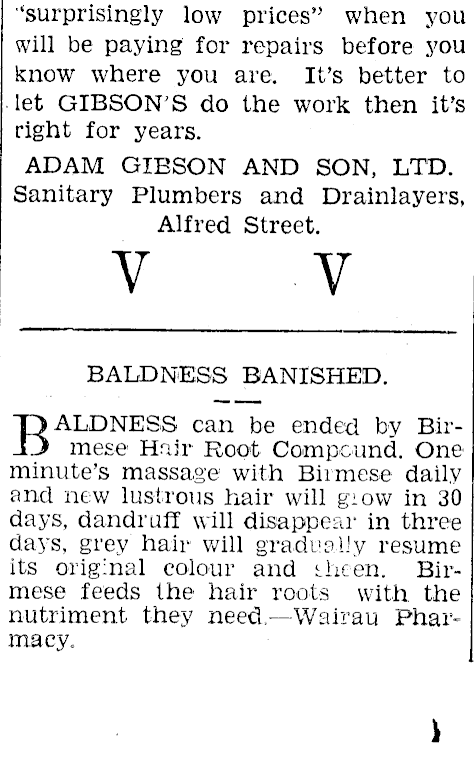 "surprisingly low prices" when you
will be paying for repairs before you
know where you are. It's better to
let GIBSON'S do the work then it's
right for years.
ADAM GIBSON AND SON, LTD.
Sanitary Plumbers and Drainlayers,
Alfred Street.
V V
BALDNESS BANISHED.
BALDNESS can be ended by Bir-
mese Hair Root Compound. One
minute's massage with Birmese daily
and new lustrous hair will grow in 30
days, dandruff will disappear in three
days, grey hair will gradually resume
its original colour and sheen. Bir-
mese feeds the hair roots with the
nutriment they need.—Wairau Phar-
macy.